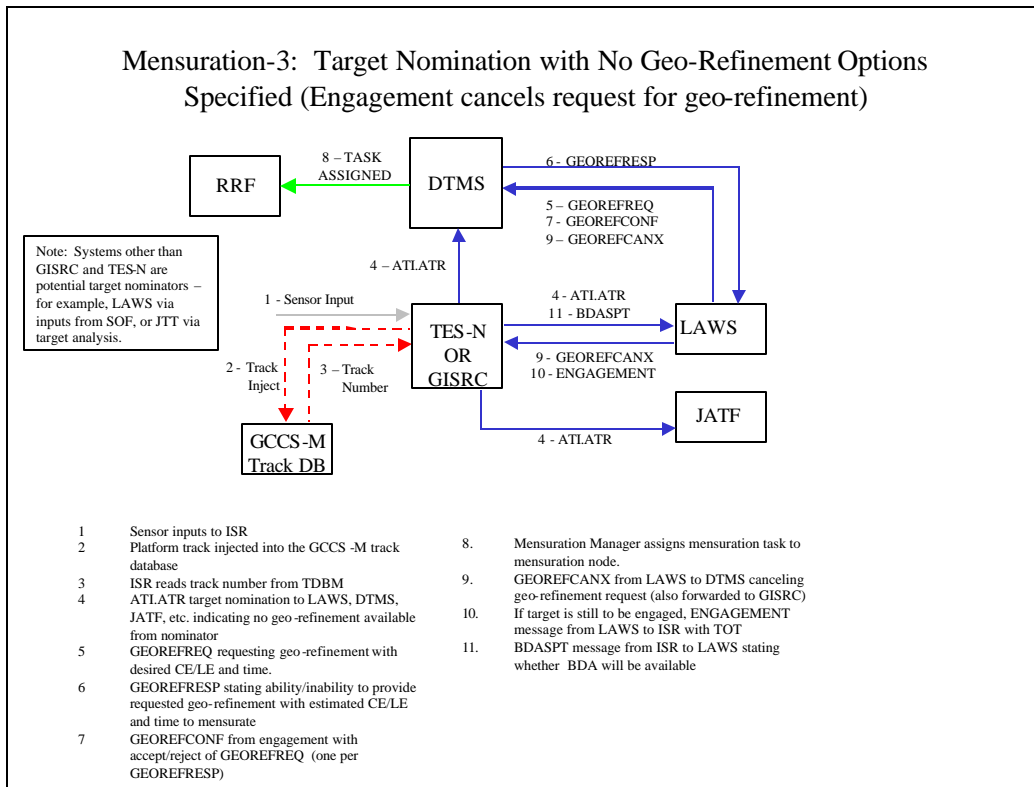 Mensuration-3: Target Nomination with No Geo-Refinement Options
Specified (Engagement cancels request for geo-refinement)
8 – TASK
ASSIGNED
RRF
DTMS
6 - GEOREFRESP
5 - GEOREFREQ
7 - GEOREFCONF
9 – GEOREFCANX
Note: Systems other than
GISRC and TES-N are
potential target nominators –
for example, LAWS via
inputs from SOF, or JTT via
target analysis.
4 – ATI.ATR
1 - Sensor Input
TES-N
OR
GISRC
4 - ATI.ATR
11 - BDASPT
LAWS
9 - GEOREFCANX
10 - ENGAGEMENT
2 - Track
Inject
3 – Track
Number
JATF
4 - ATI.ATR
GCCS-M
Track DB
1 Sensor inputs to ISR
2 Platform track injected into the GCCS -M track
database
3 ISR reads track number from TDBM
4 ATI.ATR target nomination to LAWS, DTMS,
JATF, etc. indicating no geo-refinement available
from nominator
5 GEOREFREQ requesting geo-refinement with
desired CE/LE and time.
6 GEOREFRESP stating ability/inability to provide
requested geo-refinement with estimated CE/LE
and time to mensurate
7 GEOREFCONF from engagement with
accept/reject of GEOREFREQ (one per
GEOREFRESP)
8. Mensuration Manager assigns mensuration task to
mensuration node.
9. GEOREFCANX from LAWS to DTMS canceling
geo-refinement request (also forwarded to GISRC)
10. If target is still to be engaged, ENGAGEMENT
message from LAWS to ISR with TOT
11. BDASPT message from ISR to LAWS stating
whether BDA will be available